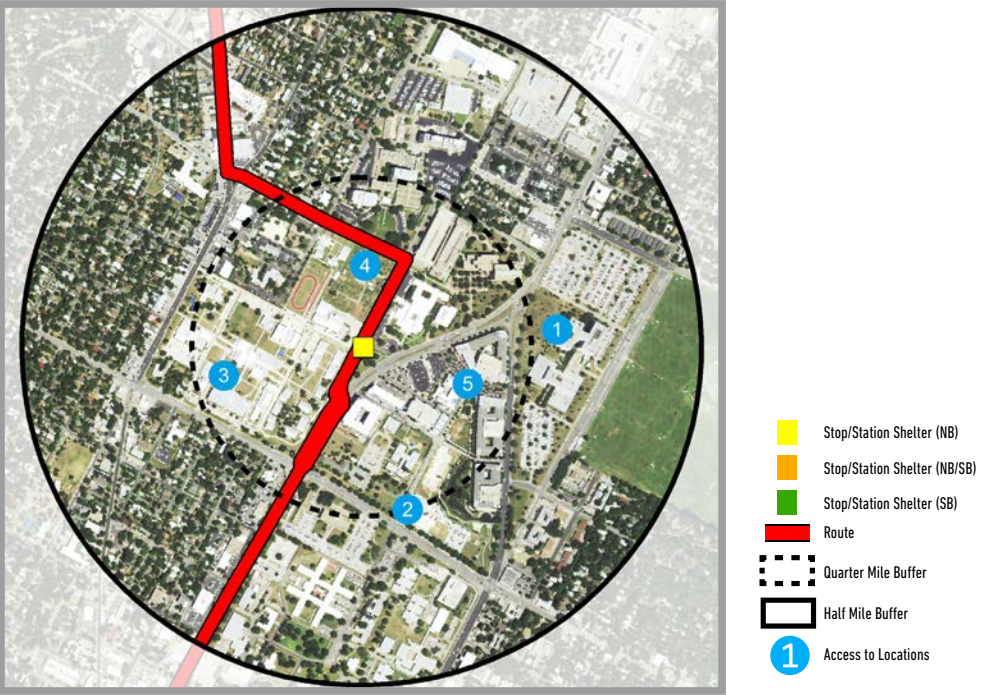 4
1
3
5
2
Stop/Station Shelter (NB)
Stop/Station Shelter (NB/SB)
Stop/Station Shelter (SB)
Route
Quarter Mile Buffer
Half Mile Buffer
1
Access to Locations